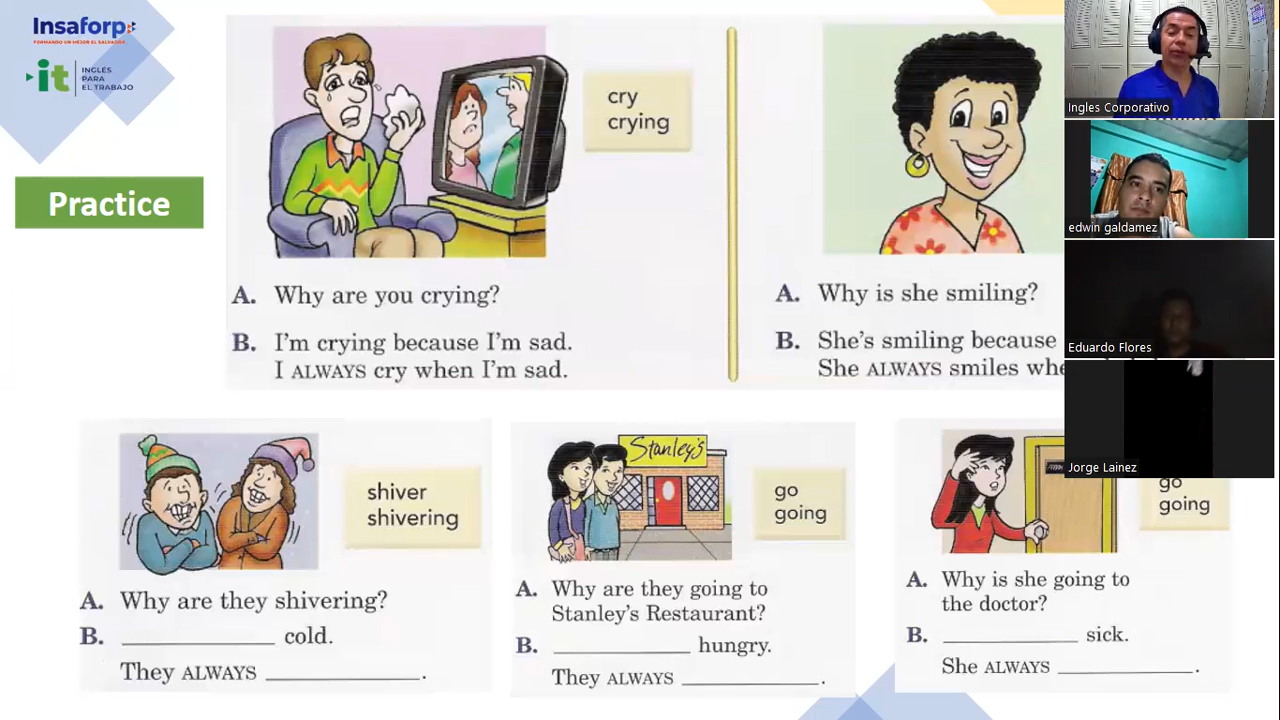 Insaforp
FORMANDO UN MEJOR EL SALVADOR
it
INGLES
PARA
EL TRABAJO
Practice
cry
crying
A. Why are you crying?
B. I'm crying because I'm sad.
I ALWAYS cry when I'm sad.
A. Why is she smiling?
B. She's smiling because
She ALWAYS smiles whe
shiver
shivering
A. Why are they shivering?
B. ____________ cold.
They ALWAYS ____________.
Stanley's
go
going
A. Why are they going to
Stanley's Restaurant?
B. ____________ hungry.
They ALWAYS ____________.
go
going
A. Why is she going to
the doctor?
B. ____________ sick.
She ALWAYS ____________.
Ingles Corporativo
edwin galdamez
Eduardo Flores
Jorge Lainez